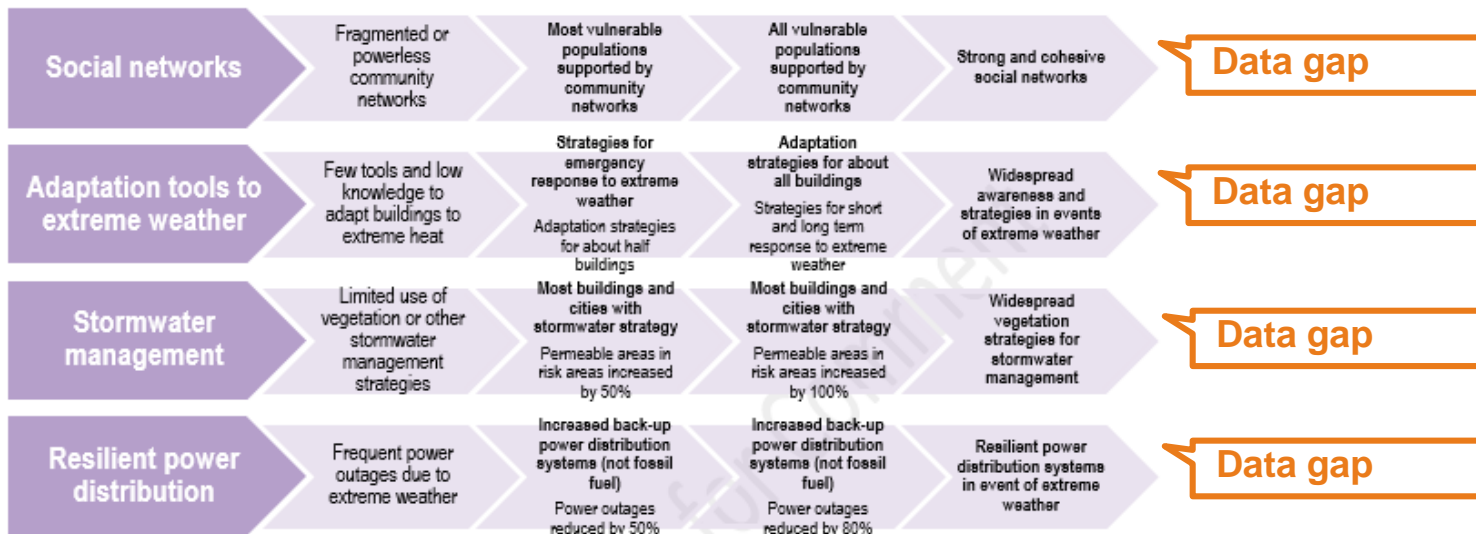 Social networks
Fragmented or
powerless
community
networks
Most vulnerable
populations
supported by
community
networks
All vulnerable
populations
supported by
community
networks
Strong and cohesive
social networks
Data gap
Adaptation tools to
extreme weather
Few tools and low
knowledge to
adapt buildings to
extreme heat
Strategies for
emergency
response to extreme
weather
Adaptation strategies
for about half
buildings
Adaptation
strategies for about
all buildings
Strategies for short
and long term
response to extreme
weather
Widespread
awareness and
strategies in events
of extreme weather
Data gap
Stormwater
management
Limited use of
vegetation or other
stormwater
management
strategies
Most buildings and
cities with
stormwater strategy
Permeable areas in
risk areas increased
by 50%
Most buildings and
cities with
stormwater strategy
Permeable areas in
risk areas increased
by 100%
Widespread
vegetation
strategies for
stormwater
management
Data gap
Resilient power
distribution
Frequent power
outages due to
extreme weather
Increased back-up
power distribution
systems (not fossil
fuel)
Power outages
reduced by 50%
Increased back-up
power distribution
systems (not fossil
fuel)
Power outages
reduced by 80%
Resilient power
distribution systems
in event of extreme
weather
Data gap
for Comment